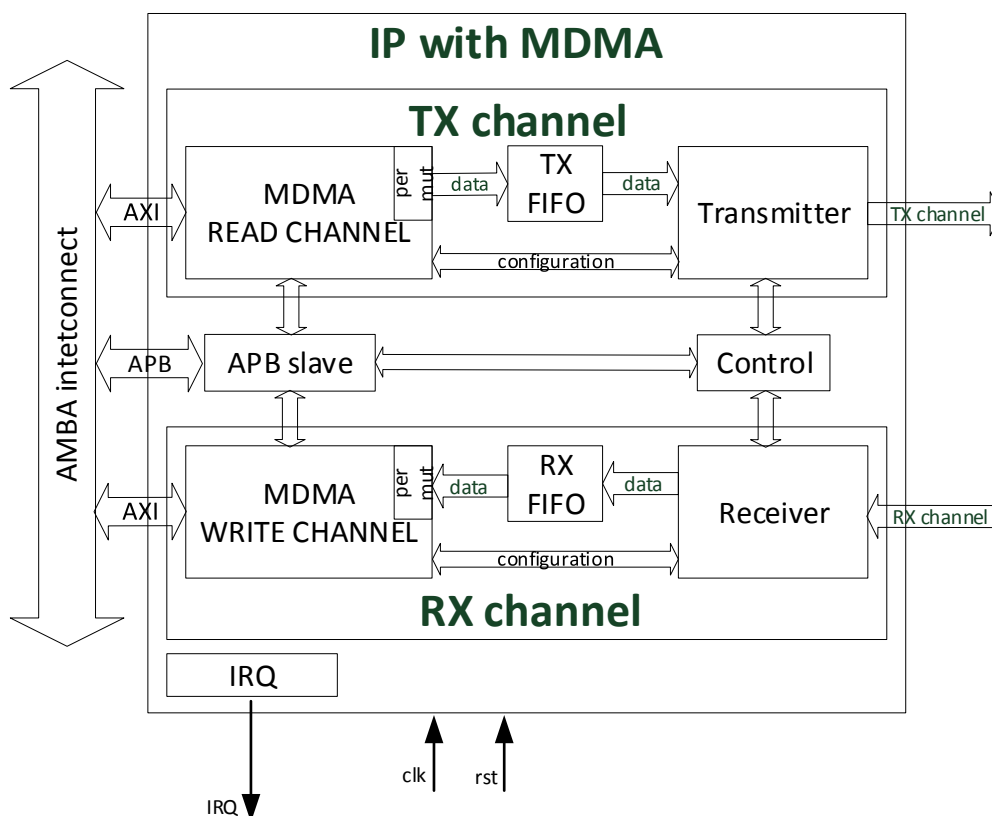 IP with MDMA
TX channel
MDMA
READ CHANNEL
per
mut
data
TX
FIFO
data
Transmitter
TX channel
AXI
configuration
AMBA intetconnect
APB
APB slave
Control
MDMA
WRITE CHANNEL
per
mut
data
RX
FIFO
data
Receiver
RX channel
AXI
configuration
RX channel
IRQ
clk
rst
IRQ